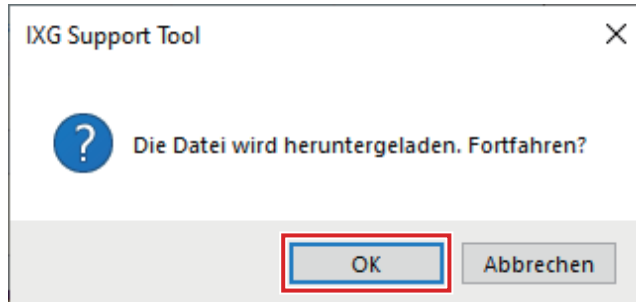 IXG Support Tool
Die Datei wird heruntergeladen. Fortfahren?
OK
Abbrechen